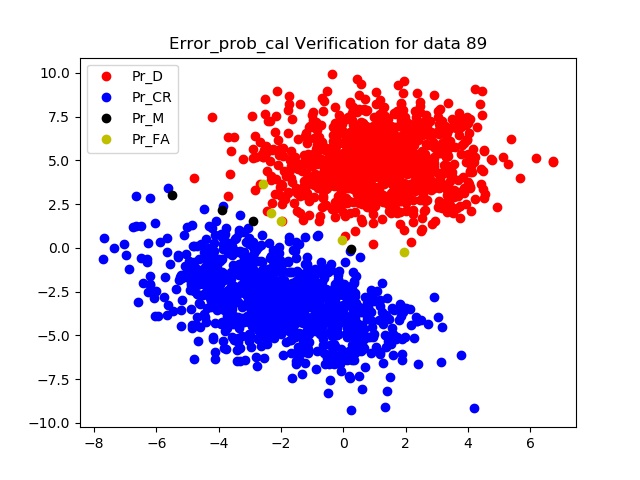 Error_prob_cal Verification for data 89
Pr_D
Pr_CR
Pr_M
Pr_FA
10.0
7.5
5.0
2.5
0.0
−2.5
−5.0
−7.5
−10.0
−8 −6 −4 −2 0 2 4 6